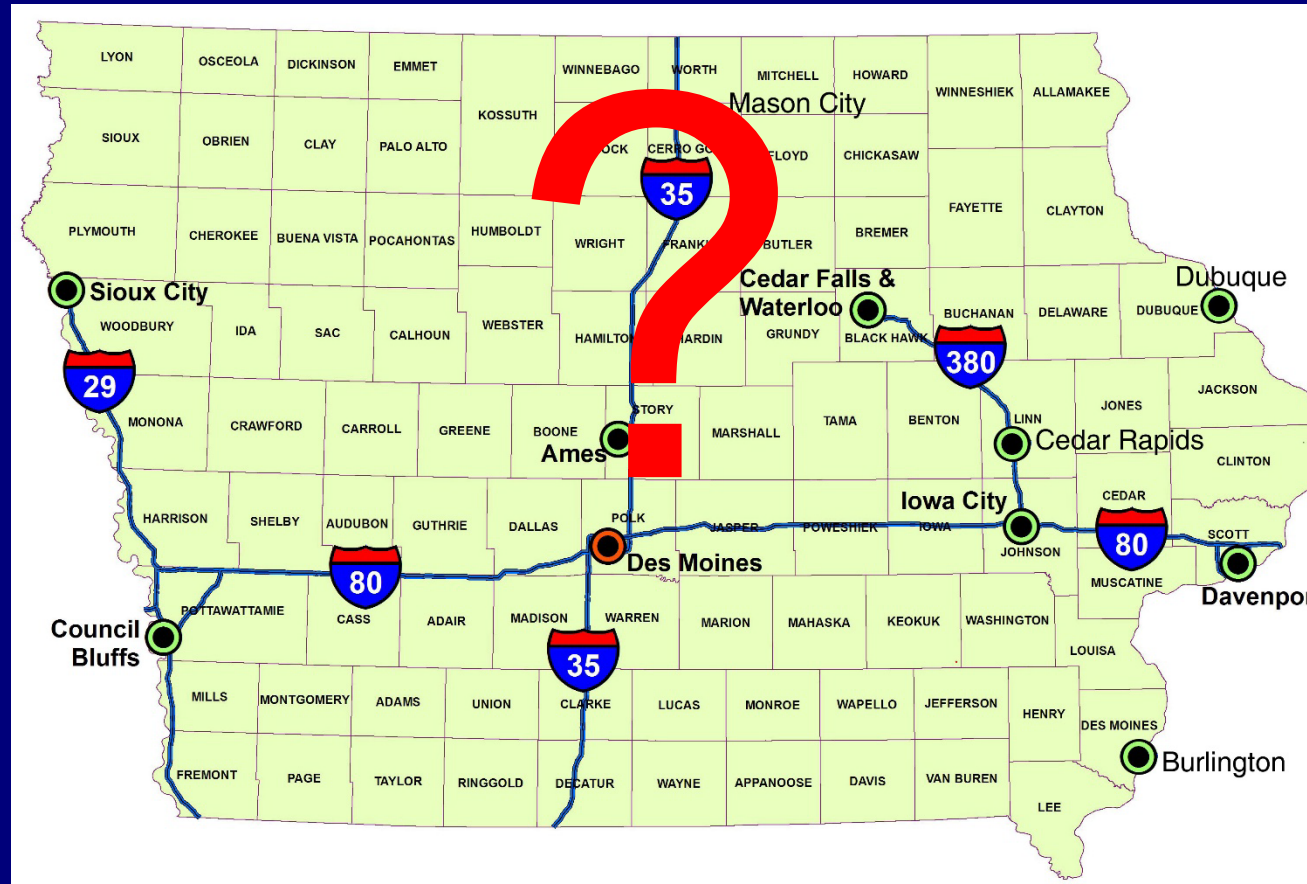 LYON
OSCEOLA
DICKINSON
EMMET
KOSSUTH
WINNEBAGO
WORTH
MITCHELL
HOWARD
WINNESHIEK
ALLAMAKEE
Mason City
SIOUX
OBRIEN
CLAY
PALO ALTO
OCK
CERRO GO
FLOYD
CHICKASAW
35
?
PLYMOUTH
CHEROKEE
BUENA VISTA
POCAHONTAS
HUMBOLDT
WRIGHT
FRANKL
BUTLER
BREMER
FAYETTE
CLAYTON
Sioux City
Cedar Falls &
Waterloo
Dubuque
WOODBURY
IDA
SAC
CALHOUN
WEBSTER
HAMILTON
HARDIN
GRUNDY
BLACK HAWK
BUCHANAN
DELAWARE
DUBUQUE
29
380
MONONA
CRAWFORD
CARROLL
GREENE
BOONE
STORY
MARSHALL
TAMA
BENTON
LINN
JONES
JACKSON
Ames
Cedar Rapids
CLINTON
HARRISON
SHELBY
AUDUBON
GUTHRIE
DALLAS
POLK
JASPER
POWESHIEK
IOWA
Iowa City
JOHNSON
CEDAR
SCOTT
80
Des Moines
80
MUSCATINE
Davenpor
Council
Bluffs
POTTAWATTAMIE
CASS
ADAIR
MADISON
WARREN
MARION
MAHASKA
KEOKUK
WASHINGTON
LOUISA
35
MILLS
MONTGOMERY
ADAMS
UNION
CLARKE
LUCAS
MONROE
WAPELLO
JEFFERSON
HENRY
DES MOINES
Burlington
FREMONT
PAGE
TAYLOR
RINGGOLD
DECATUR
WAYNE
APPANOOSE
DAVIS
VAN BUREN
LEE